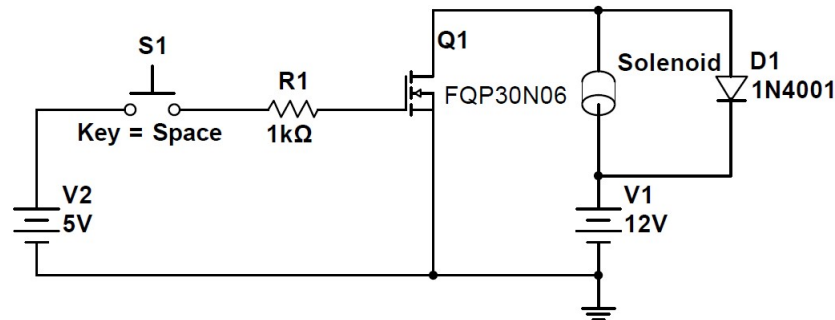 S1
Key = Space
R1
1kΩ
Q1
FQP30N06
Solenoid
D1
1N4001
V2
5V
V1
12V